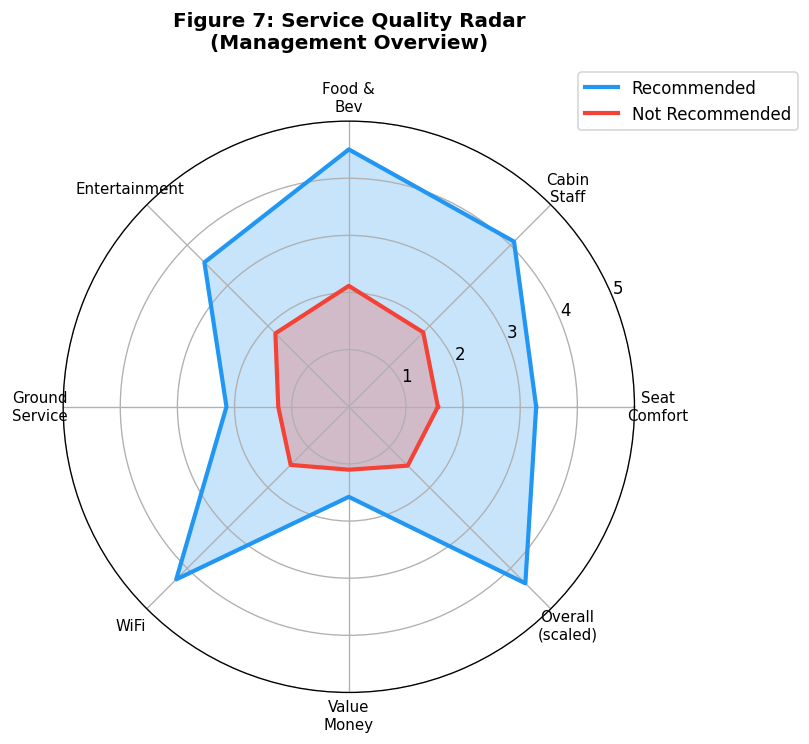 Figure 7: Service Quality Radar
(Management Overview)
Recommended
Not Recommended
Food &
Bev
Cabin
Staff
Entertainment
5
4
3
2
1
Ground
Service
Seat
Comfort
WiFi
Overall
(scaled)
Value
Money